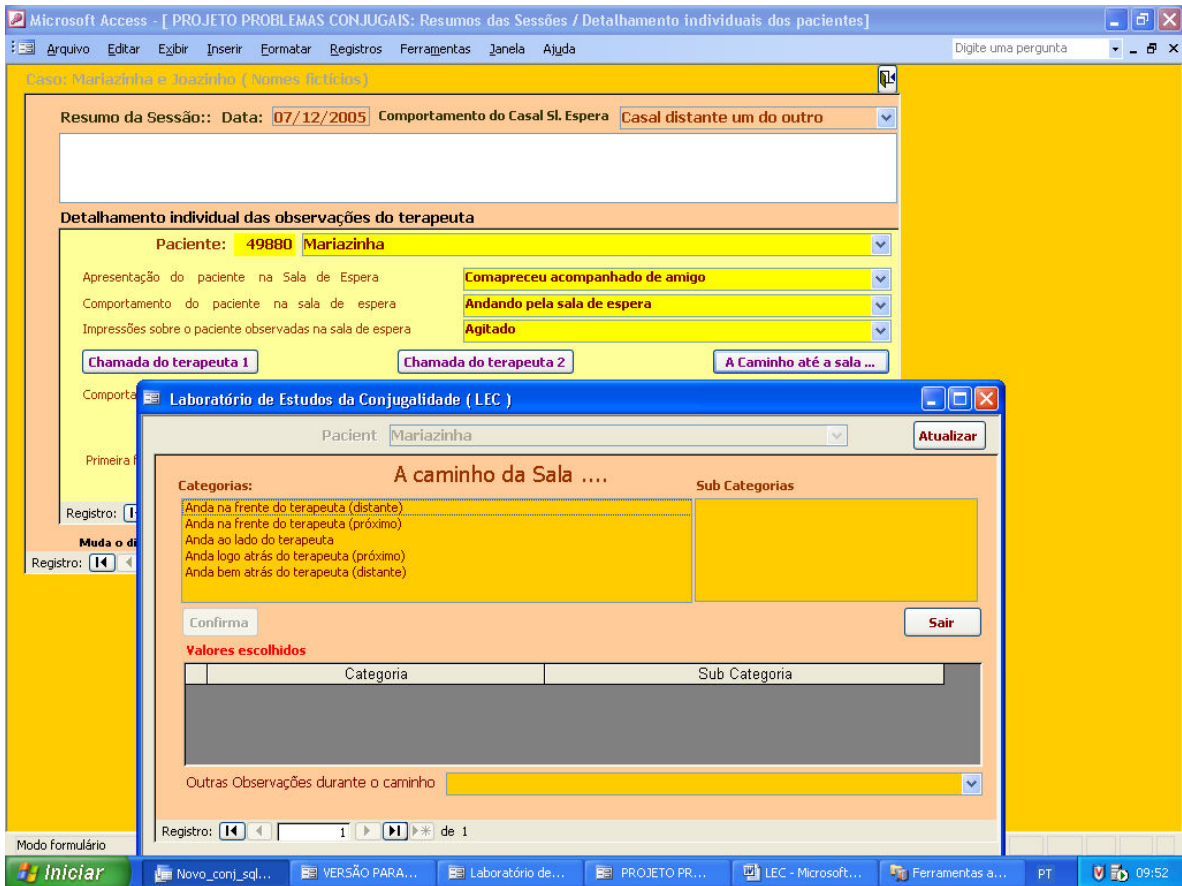 Microsoft Access - [ PROJETO PROBLEMAS CONJUGAIS: Resumos das Sessões / Detalhamento individuais dos pacientes]
Arquivo Editar Exibir Inserir Formatar Registros Ferramentas Janela Ajuda Digite uma pergunta
Caso: Mariazinha e Joazinho ( Nomes fictícios)
Resumo da Sessão:: Data: 07/12/2005 Comportamento do Casal Sl. Espera Casal distante um do outro
Detalhamento individual das observações do terapeuta
Paciente: 49880 Mariazinha
Apresentação do paciente na Sala de Espera Comapreceu acompanhado de amigo
Comportamento do paciente na sala de espera Andando pela sala de espera
Impressões sobre o paciente observadas na sala de espera Agitado
Chamada do terapeuta 1 Chamada do terapeuta 2 A Caminho até a sala ...
Comporta
Laboratório de Estudos da Conjugalidade ( LEC )
Pacient Mariazinha Atualizar
Primeira f
A caminho da Sala ....
Categorias: Sub Categorias
Anda na frente do terapeuta (distante)
Anda na frente do terapeuta (próximo)
Anda ao lado do terapeuta
Anda logo atrás do terapeuta (próximo)
Anda bem atrás do terapeuta (distante)
Registro:
Muda o di
Registro:
Confirma Sair
Valores escolhidos
Categoria Sub Categoria
Outras Observações durante o caminho
Registro: 1 de 1
Modo formulário
Iniciar Novo_conj_sql... VERSÃO PARA... Laboratório de... PROJETO PR... LEC - Microsoft... Ferramentas a... PT 09:52